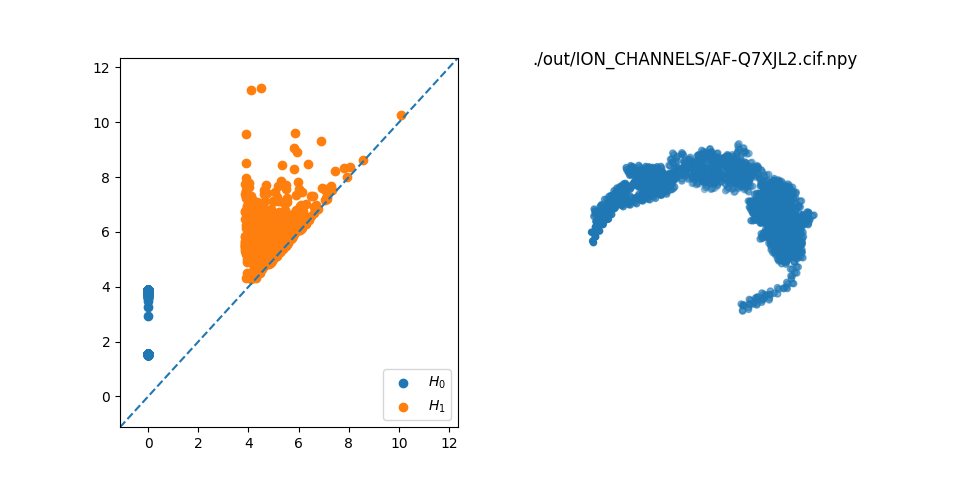 ./out/ION_CHANNELS/AF-Q7XJL2.cif.npy
12
10
8
6
4
2
0
H₀
H₁
0 2 4 6 8 10 12